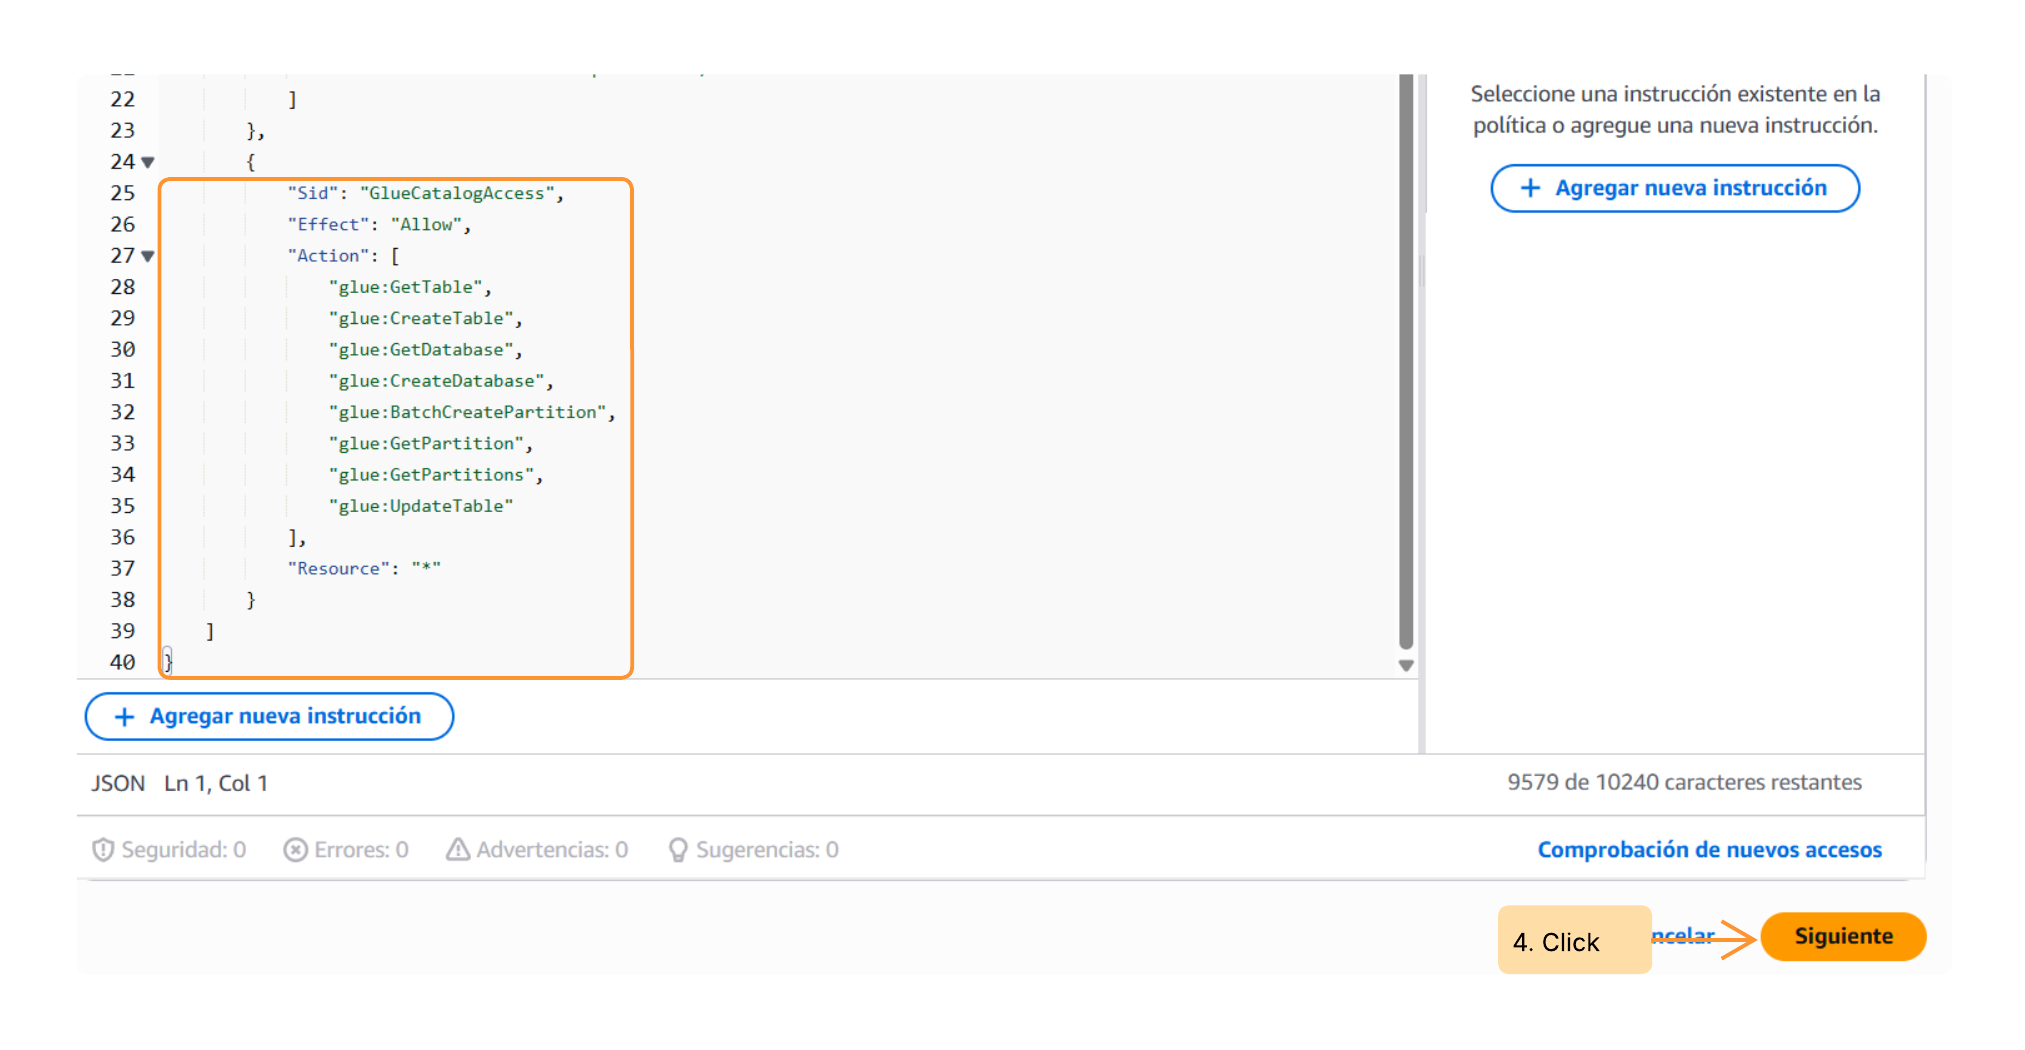 22 ]
23 },
24 {
25 "Sid": "GlueCatalogAccess",
26 "Effect": "Allow",
27 "Action": [
28 "glue:GetTable",
29 "glue:CreateTable",
30 "glue:GetDatabase",
31 "glue:CreateDatabase",
32 "glue:BatchCreatePartition",
33 "glue:GetPartition",
34 "glue:GetPartitions",
35 "glue:UpdateTable"
36 ],
37 "Resource": "*"
38 }
39 ]
40 }
Seleccione una instrucción existente en la
política o agregue una nueva instrucción.
+ Agregar nueva instrucción
+ Agregar nueva instrucción
JSON Ln 1, Col 1
9579 de 10240 caracteres restantes
Seguridad: 0 Errores: 0 Advertencias: 0 Sugerencias: 0
Comprobación de nuevos accesos
4. Click
ncelar
Siguiente